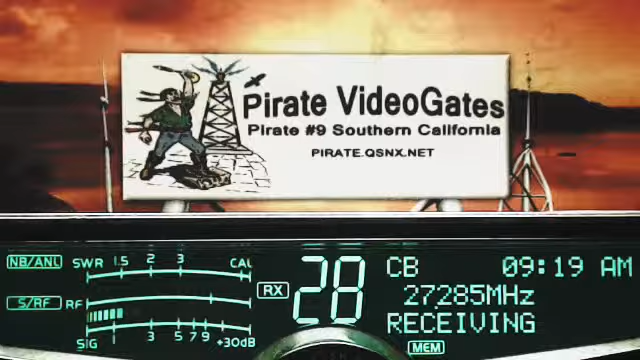 Pirate VideoGates
Pirate #9 Southern California
PIRATE.QSNX.NET
NB/ANL SWR 1.5 2 3 CAL
S/RF RF
SIG 1 3 5 7 9 +30dB
RX 28
CB 09:19 AM
27285MHz
RECEIVING
MEM